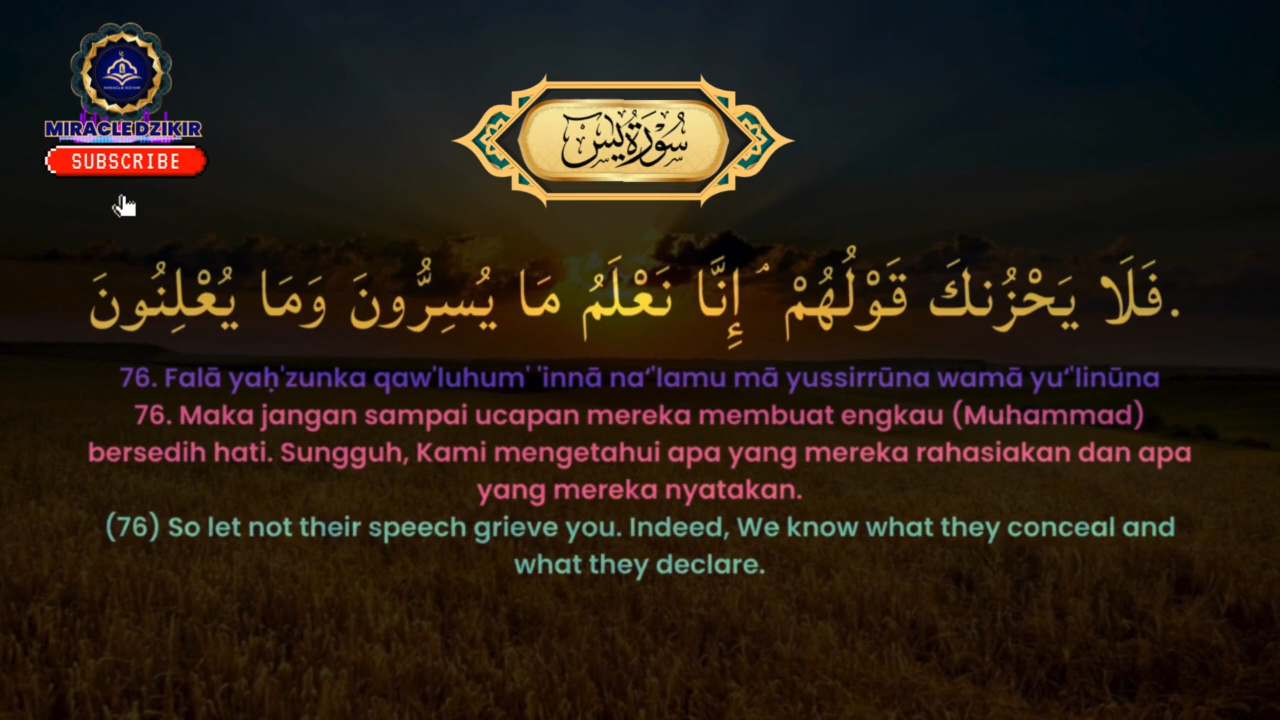 MIRACLE DZIKIR
MIRACLEDZIKIR
SUBSCRIBE
سُوْرَةُ يٰسٓ
فَلَا يَحْزُنكَ قَوْلُهُمْ ۘ إِنَّا نَعْلَمُ مَا يُسِرُّونَ وَمَا يُعْلِنُونَ.
76. Falā yaḥ'zunka qaw'luhum' 'innā na‘'lamu mā yussirrūna wamā yu‘'linūna
76. Maka jangan sampai ucapan mereka membuat engkau (Muhammad)
bersedih hati. Sungguh, Kami mengetahui apa yang mereka rahasiakan dan apa
yang mereka nyatakan.
(76) So let not their speech grieve you. Indeed, We know what they conceal and
what they declare.